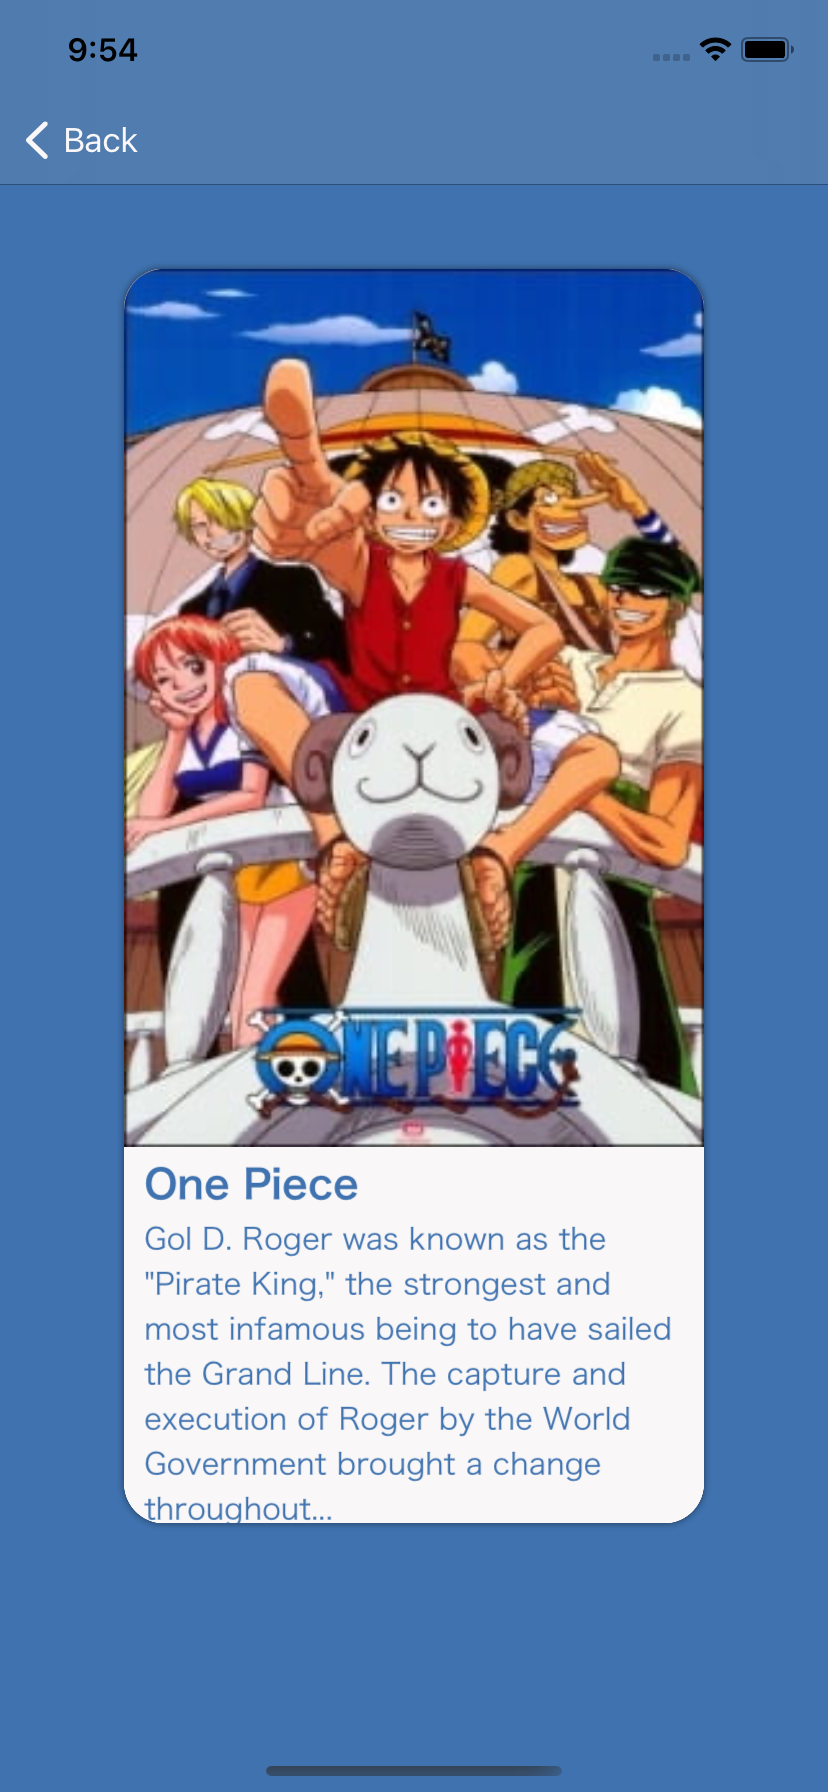 9:54
Back
ONE PIECE
One Piece
Gol D. Roger was known as the
"Pirate King," the strongest and
most infamous being to have sailed
the Grand Line. The capture and
execution of Roger by the World
Government brought a change
throughout...